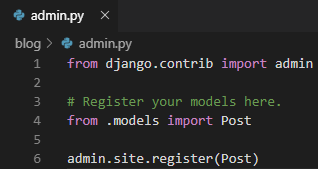 admin.py
blog > admin.py
1 from django.contrib import admin
2
3 # Register your models here.
4 from .models import Post
5
6 admin.site.register(Post)